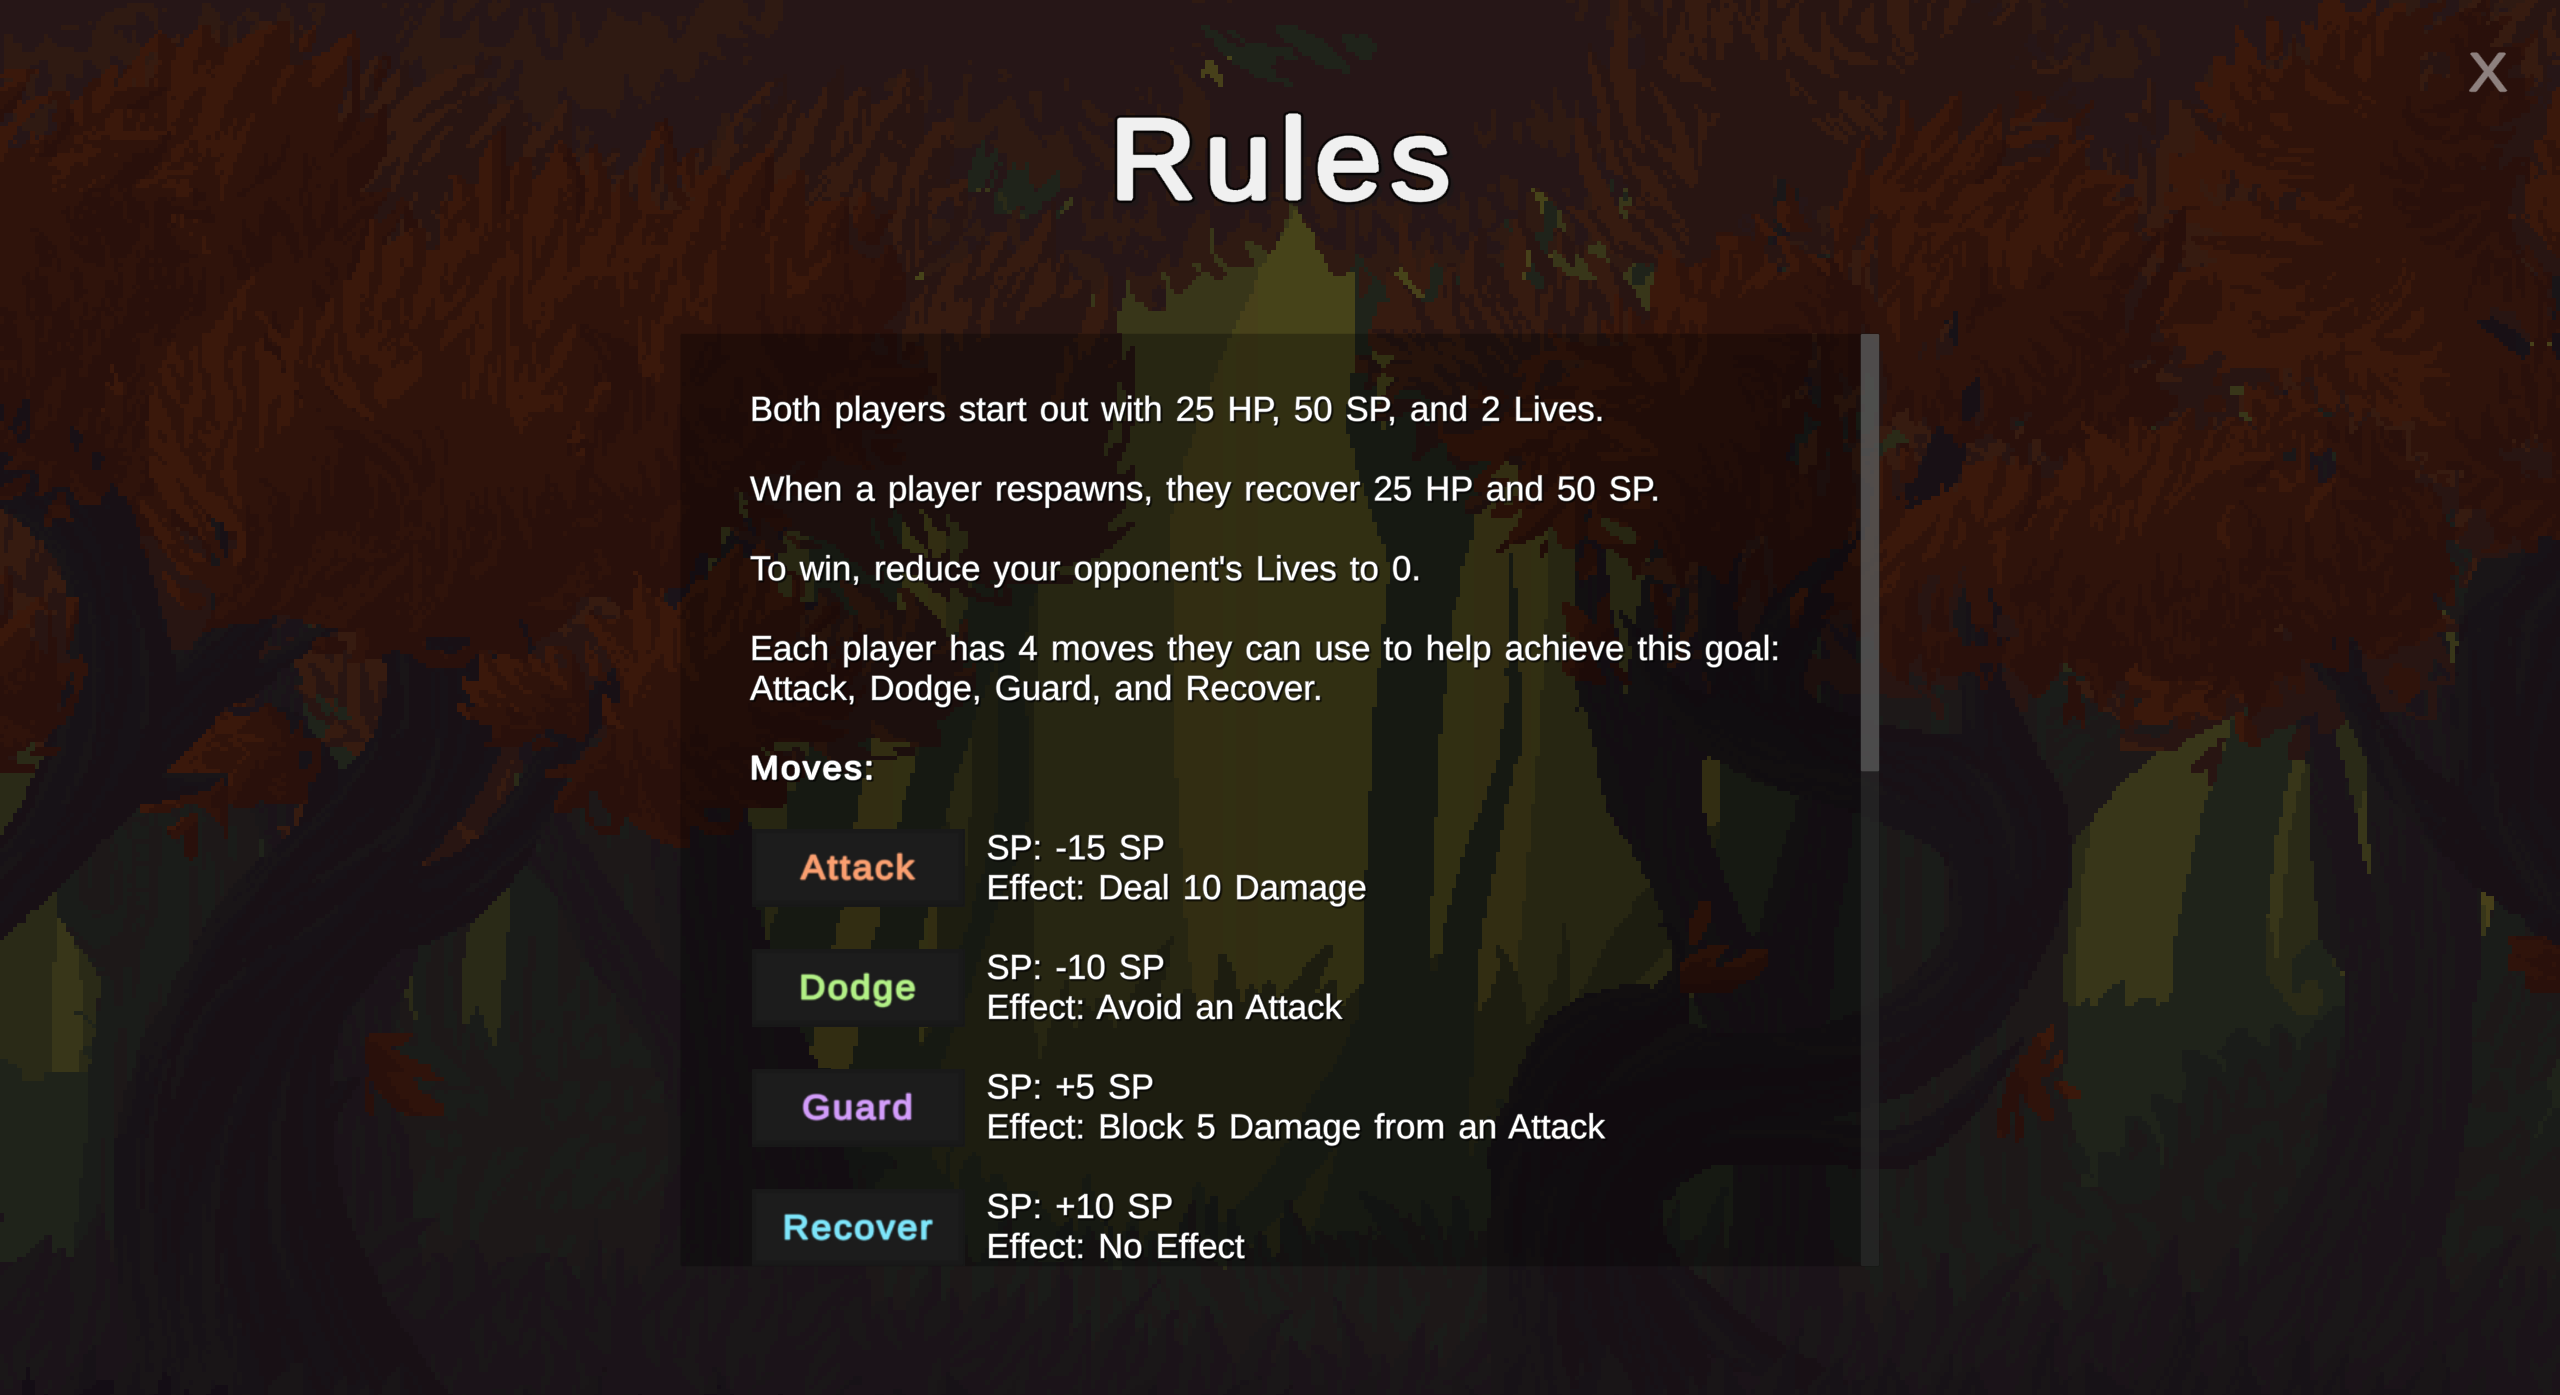 X
Rules
Both players start out with 25 HP, 50 SP, and 2 Lives.
When a player respawns, they recover 25 HP and 50 SP.
To win, reduce your opponent's Lives to 0.
Each player has 4 moves they can use to help achieve this goal:
Attack, Dodge, Guard, and Recover.
Moves:
Attack
SP: -15 SP
Effect: Deal 10 Damage
Dodge
SP: -10 SP
Effect: Avoid an Attack
Guard
SP: +5 SP
Effect: Block 5 Damage from an Attack
Recover
SP: +10 SP
Effect: No Effect